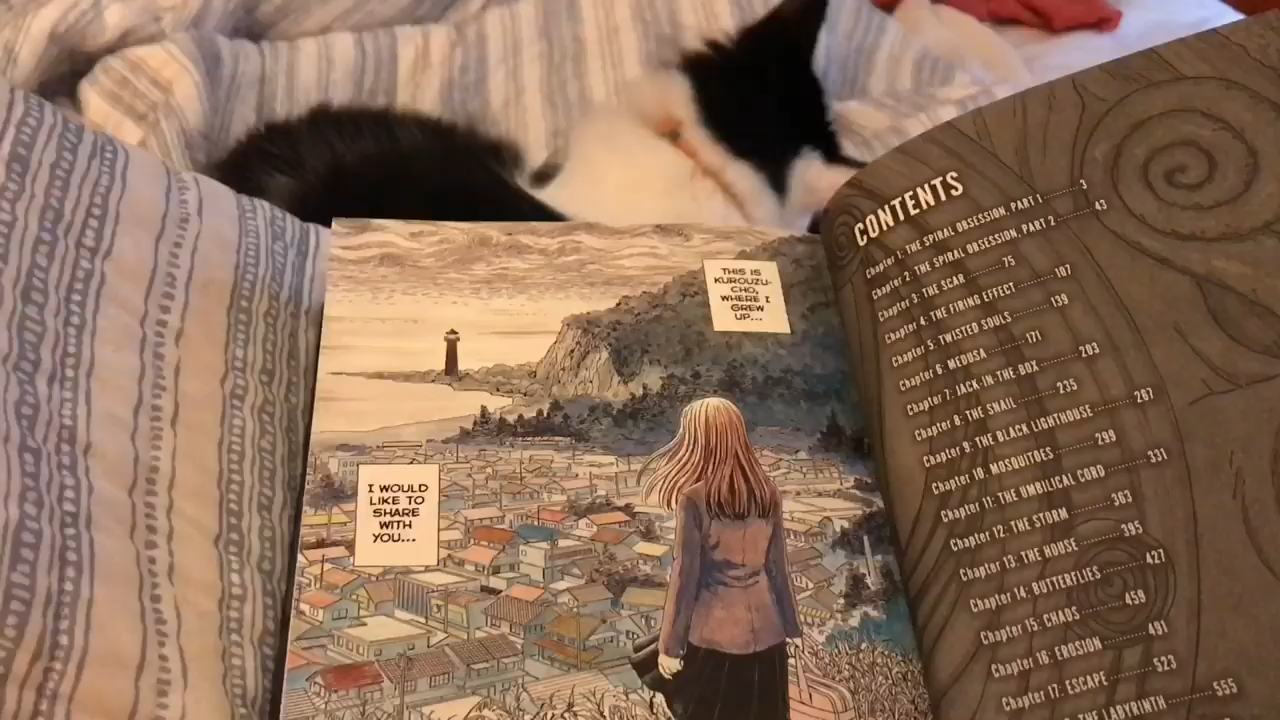 THIS IS
KUROUZU-
CHO,
WHERE I
GREW
UP...
I WOULD
LIKE TO
SHARE
WITH
YOU...
CONTENTS
Chapter 1: THE SPIRAL OBSESSION, PART 1 3
Chapter 2: THE SPIRAL OBSESSION, PART 2 43
Chapter 3: THE SCAR 75
Chapter 4: THE FIRING EFFECT 107
Chapter 5: TWISTED SOULS 139
Chapter 6: MEDUSA 171
Chapter 7: JACK-IN-THE-BOX 203
Chapter 8: THE SNAIL 235
Chapter 9: THE BLACK LIGHTHOUSE 267
Chapter 10: MOSQUITOES 299
Chapter 11: THE UMBILICAL CORD 331
Chapter 12: THE STORM 363
Chapter 13: THE HOUSE 395
Chapter 14: BUTTERFLIES 427
Chapter 15: CHAOS 459
Chapter 16: EROSION 491
Chapter 17: ESCAPE 523
THE LABYRINTH 555